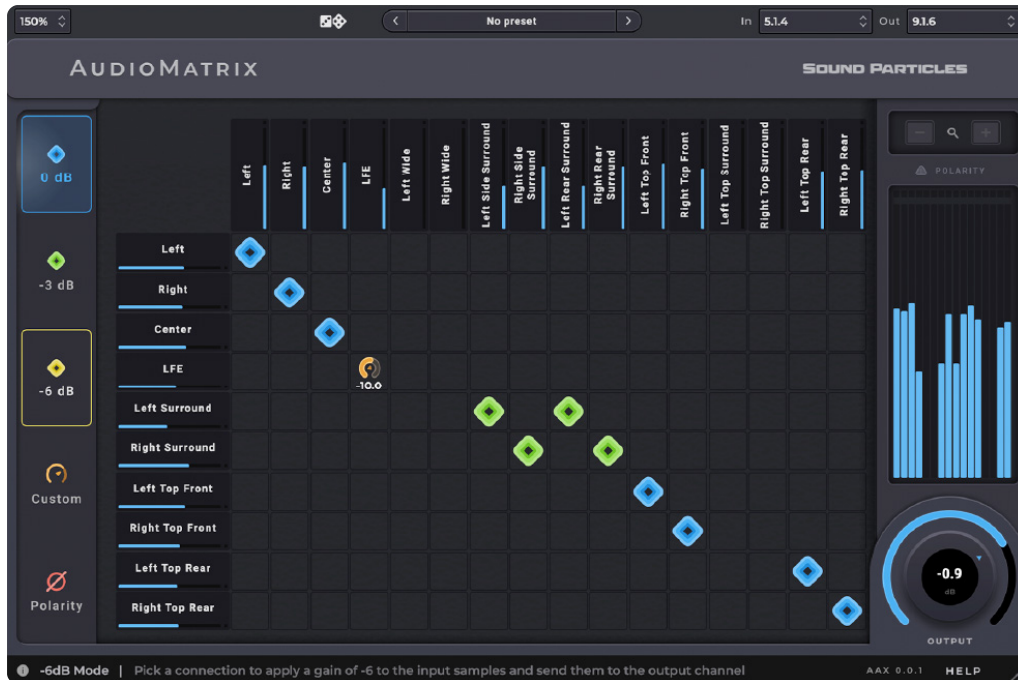 150%
No preset
In 5.1.4
Out 9.1.6
AUDIOMATRIX
SOUND PARTICLES
0 dB
-3 dB
-6 dB
Custom
Polarity
Left
Right
Center
LFE
Left Wide
Right Wide
Left Side Surround
Right Side
Surround
Left Rear Surround
Right Rear
Surround
Left Top Front
Right Top Front
Left Top Surround
Right Top Surround
Left Top Rear
Right Top Rear
Left
Right
Center
LFE
-10.0
Left Surround
Right Surround
Left Top Front
Right Top Front
Left Top Rear
Right Top Rear
POLARITY
-0.9
dB
OUTPUT
-6dB Mode | Pick a connection to apply a gain of -6 to the input samples and send them to the output channel
AAX 0.0.1 HELP